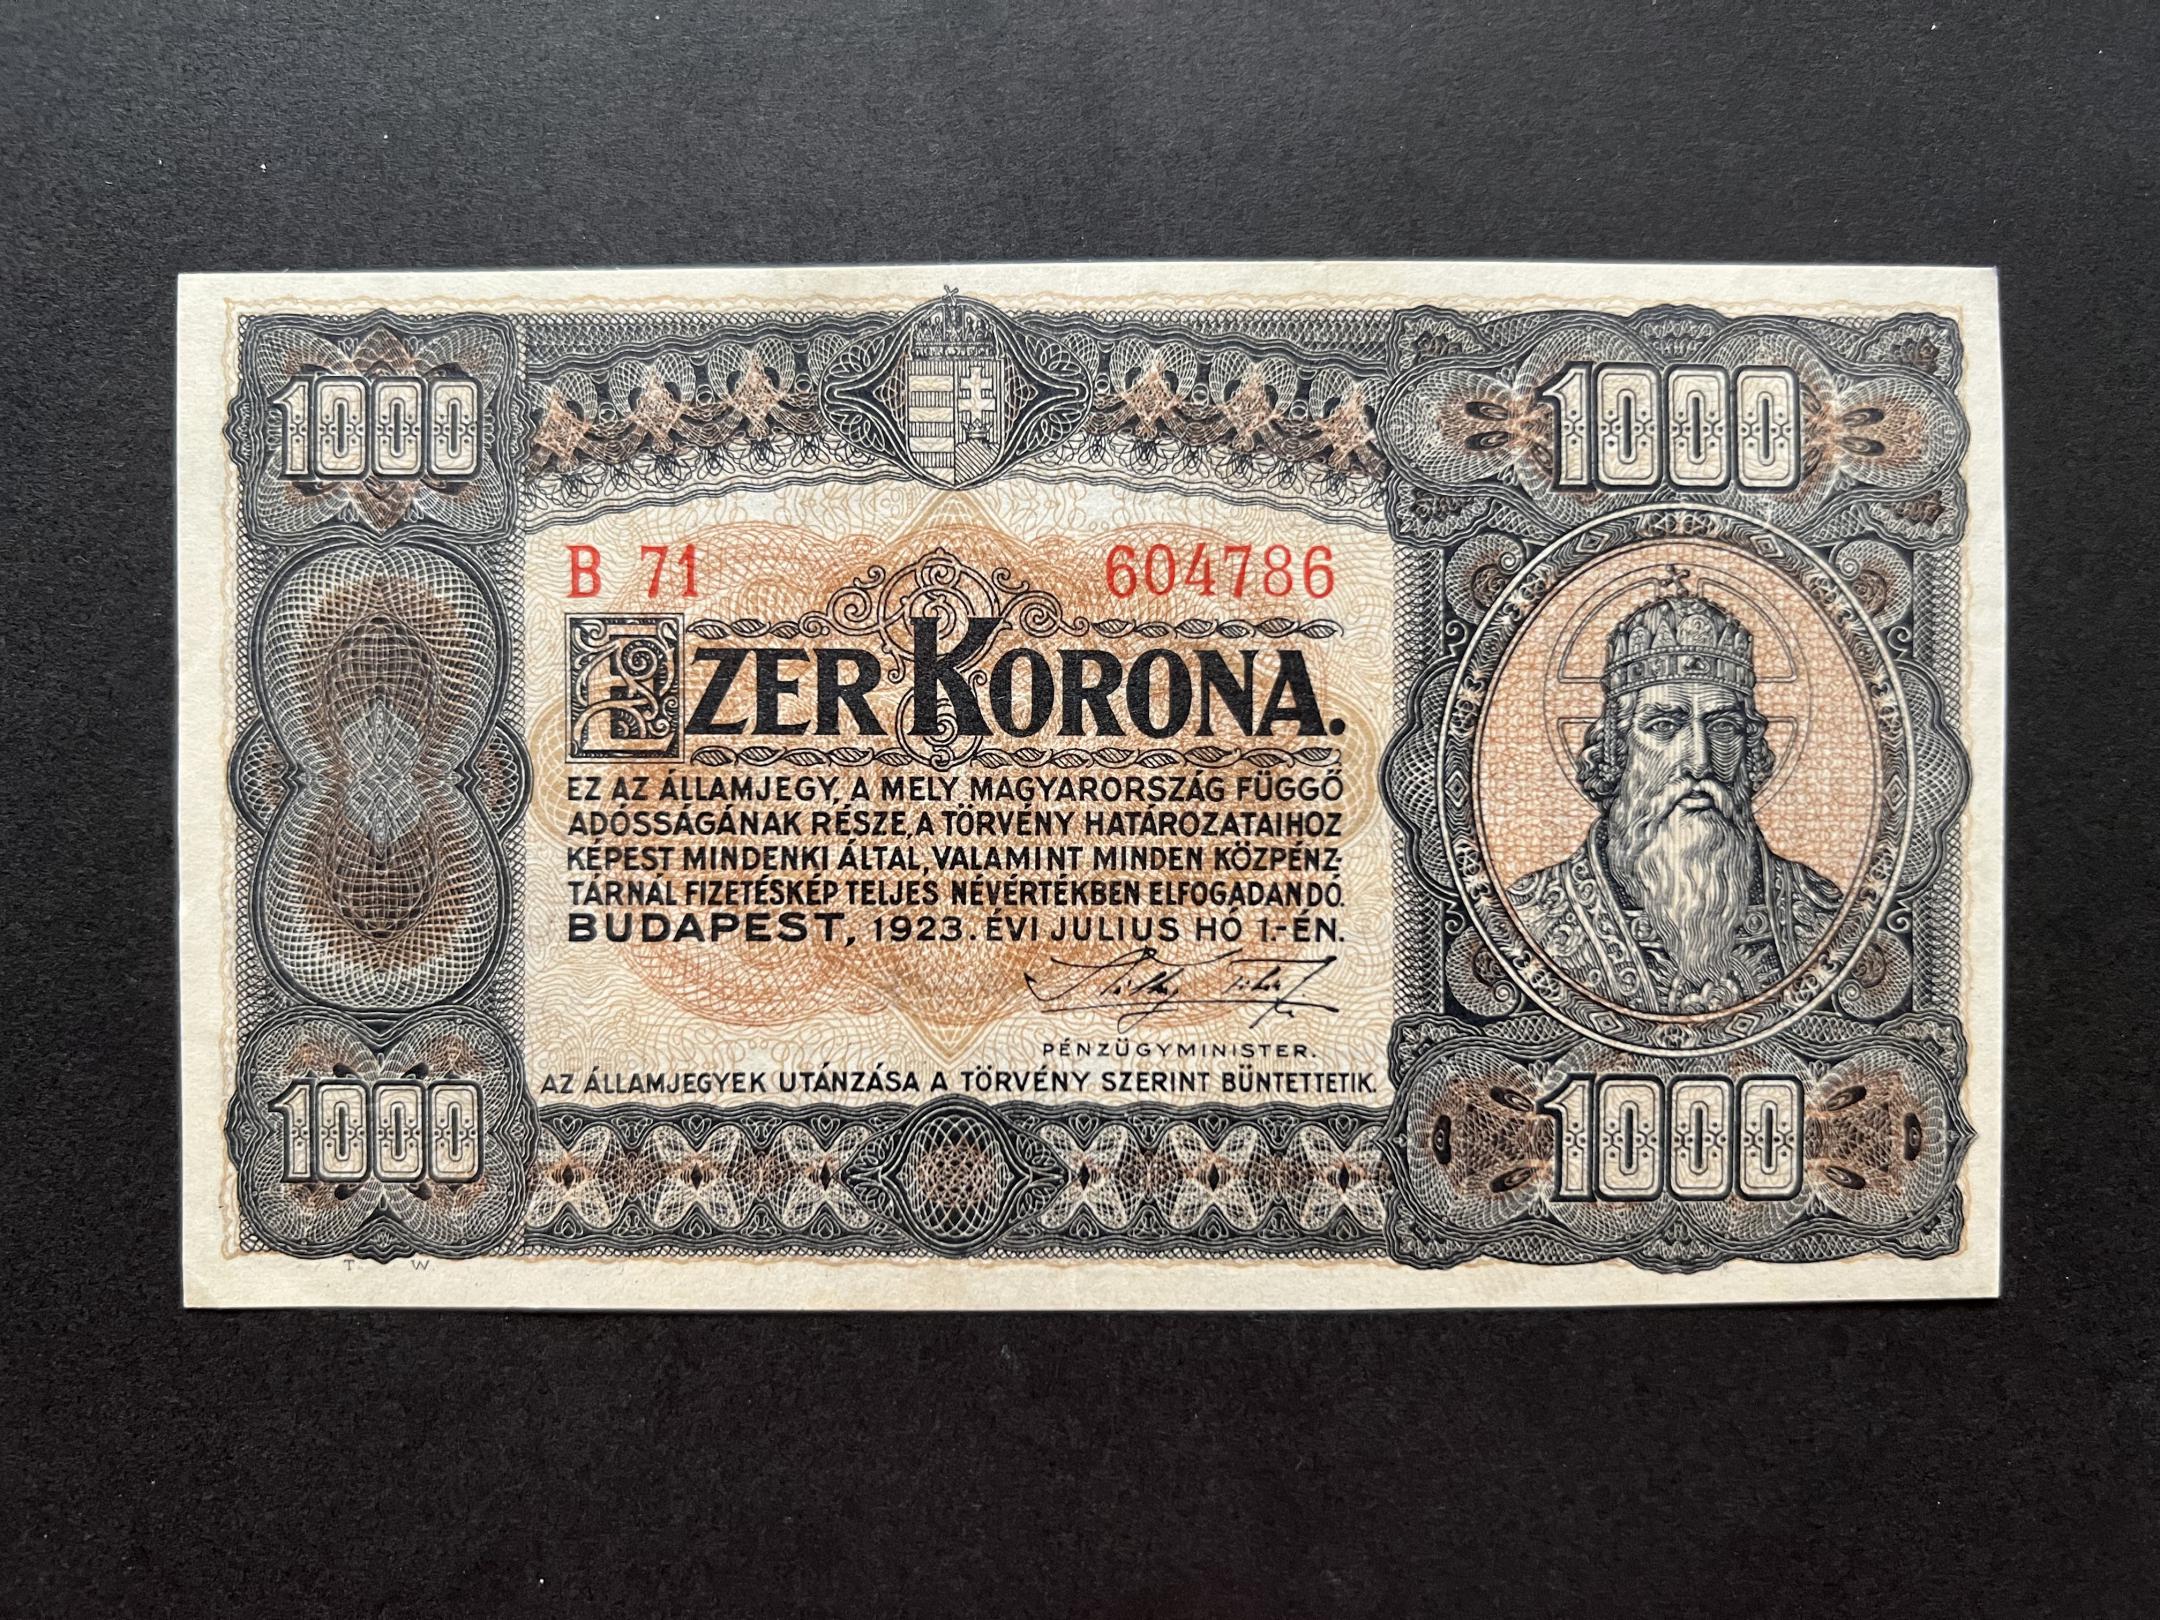 1000
1000
B 71 604786
EZER KORONA.
EZ AZ ÁLLAMJEGY, A MELY MAGYARORSZÁG FÜGGŐ
ADÓSSÁGÁNAK RÉSZE, A TÖRVÉNY HATÁROZATAIHOZ
KÉPEST MINDENKI ÁLTAL, VALAMINT MINDEN KÖZPÉNZ-
TÁRNÁL FIZETÉSKÉP TELJES NÉVÉRTÉKBEN ELFOGADANDÓ.
BUDAPEST, 1923. ÉVI JULIUS HÓ 1.-ÉN.
PÉNZÜGYMINISTER.
AZ ÁLLAMJEGYEK UTÁNZÁSA A TÖRVÉNY SZERINT BÜNTETTETIK.
1000
1000
T. W.